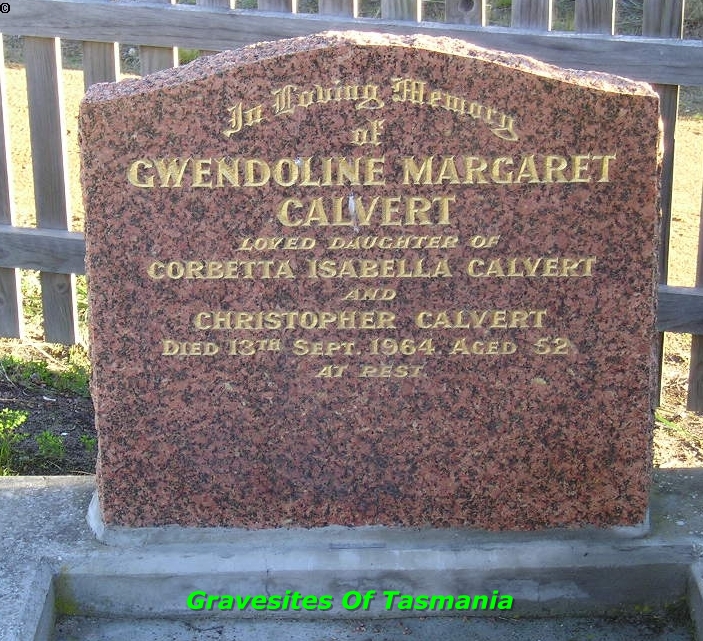 ©
In Loving Memory
of
GWENDOLINE MARGARET
CALVERT
LOVED DAUGHTER OF
CORBETTA ISABELLA CALVERT
AND
CHRISTOPHER CALVERT
DIED 13TH SEPT. 1964. AGED 52.
AT REST.
Gravesites Of Tasmania